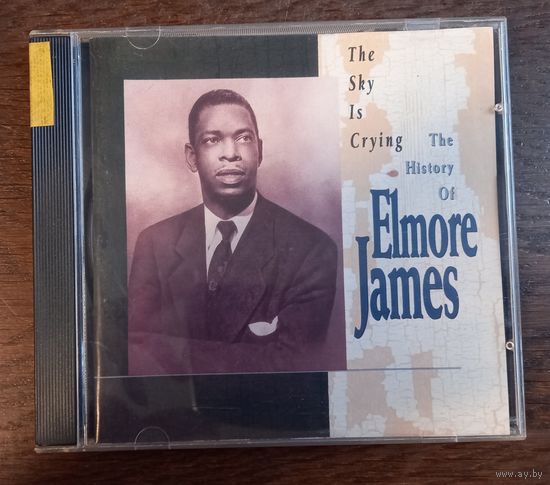 The
Sky
Is
Crying The
History
Of
Elmore
James
www.ay.by